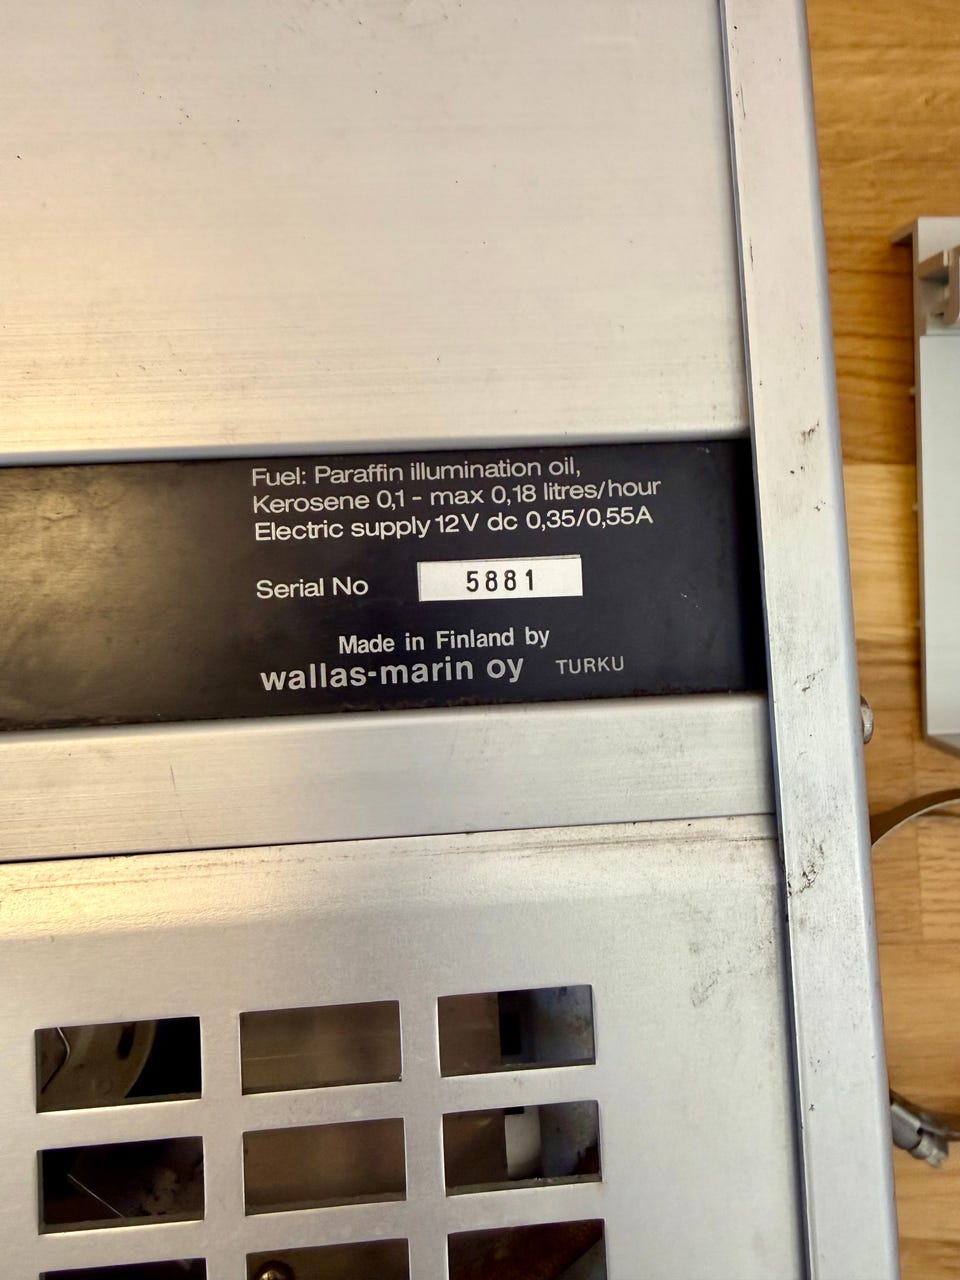 Fuel: Paraffin illumination oil,
Kerosene 0,1 - max 0,18 litres/hour
Electric supply 12V dc 0,35/0,55A
Serial No 5881
Made in Finland by
wallas-marin oy TURKU